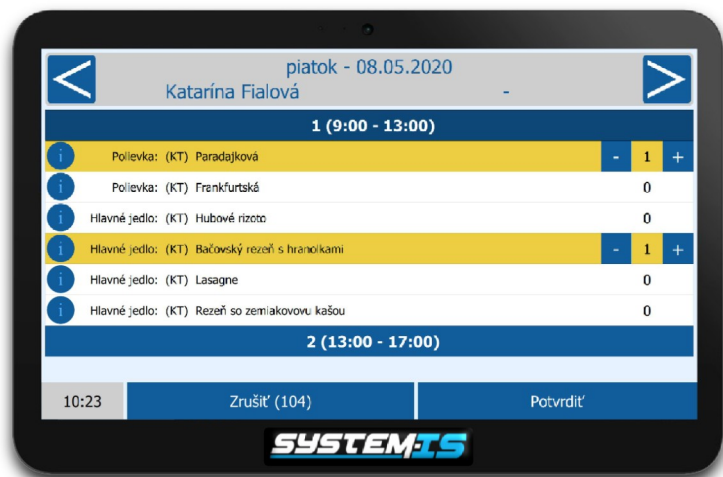 piatok - 08.05.2020
Katarína Fialová -
1 (9:00 - 13:00)
i Polievka: (KT) Paradajková - 1 +
i Polievka: (KT) Frankfurtská 0
i Hlavné jedlo: (KT) Hubové rizoto 0
i Hlavné jedlo: (KT) Bačovský rezeň s hranolkami - 1 +
i Hlavné jedlo: (KT) Lasagne 0
i Hlavné jedlo: (KT) Rezeň so zemiakovovu kašou 0
2 (13:00 - 17:00)
10:23 Zrušiť (104) Potvrdiť
SYSTEM-IS